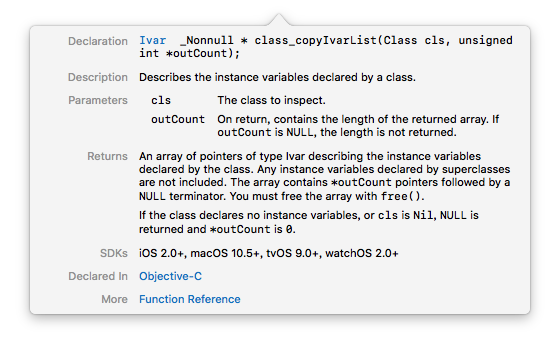 Declaration Ivar _Nonnull * class_copyIvarList(Class cls, unsigned
int *outCount);
Description Describes the instance variables declared by a class.
Parameters cls The class to inspect.
outCount On return, contains the length of the returned array. If
outCount is NULL, the length is not returned.
Returns An array of pointers of type Ivar describing the instance variables
declared by the class. Any instance variables declared by superclasses
are not included. The array contains *outCount pointers followed by a
NULL terminator. You must free the array with free().
If the class declares no instance variables, or cls is Nil, NULL is
returned and *outCount is 0.
SDKs iOS 2.0+, macOS 10.5+, tvOS 9.0+, watchOS 2.0+
Declared In Objective-C
More Function Reference